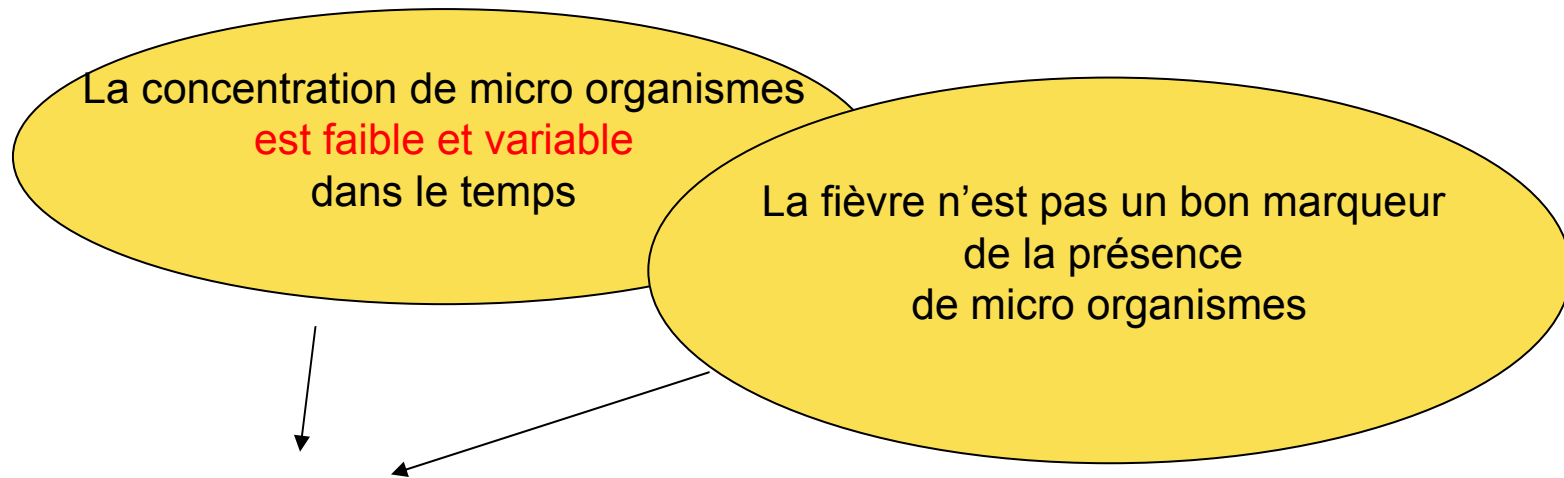 La concentration de micro organismes
est faible et variable
dans le temps
La fièvre n’est pas un bon marqueur
de la présence
de micro organismes